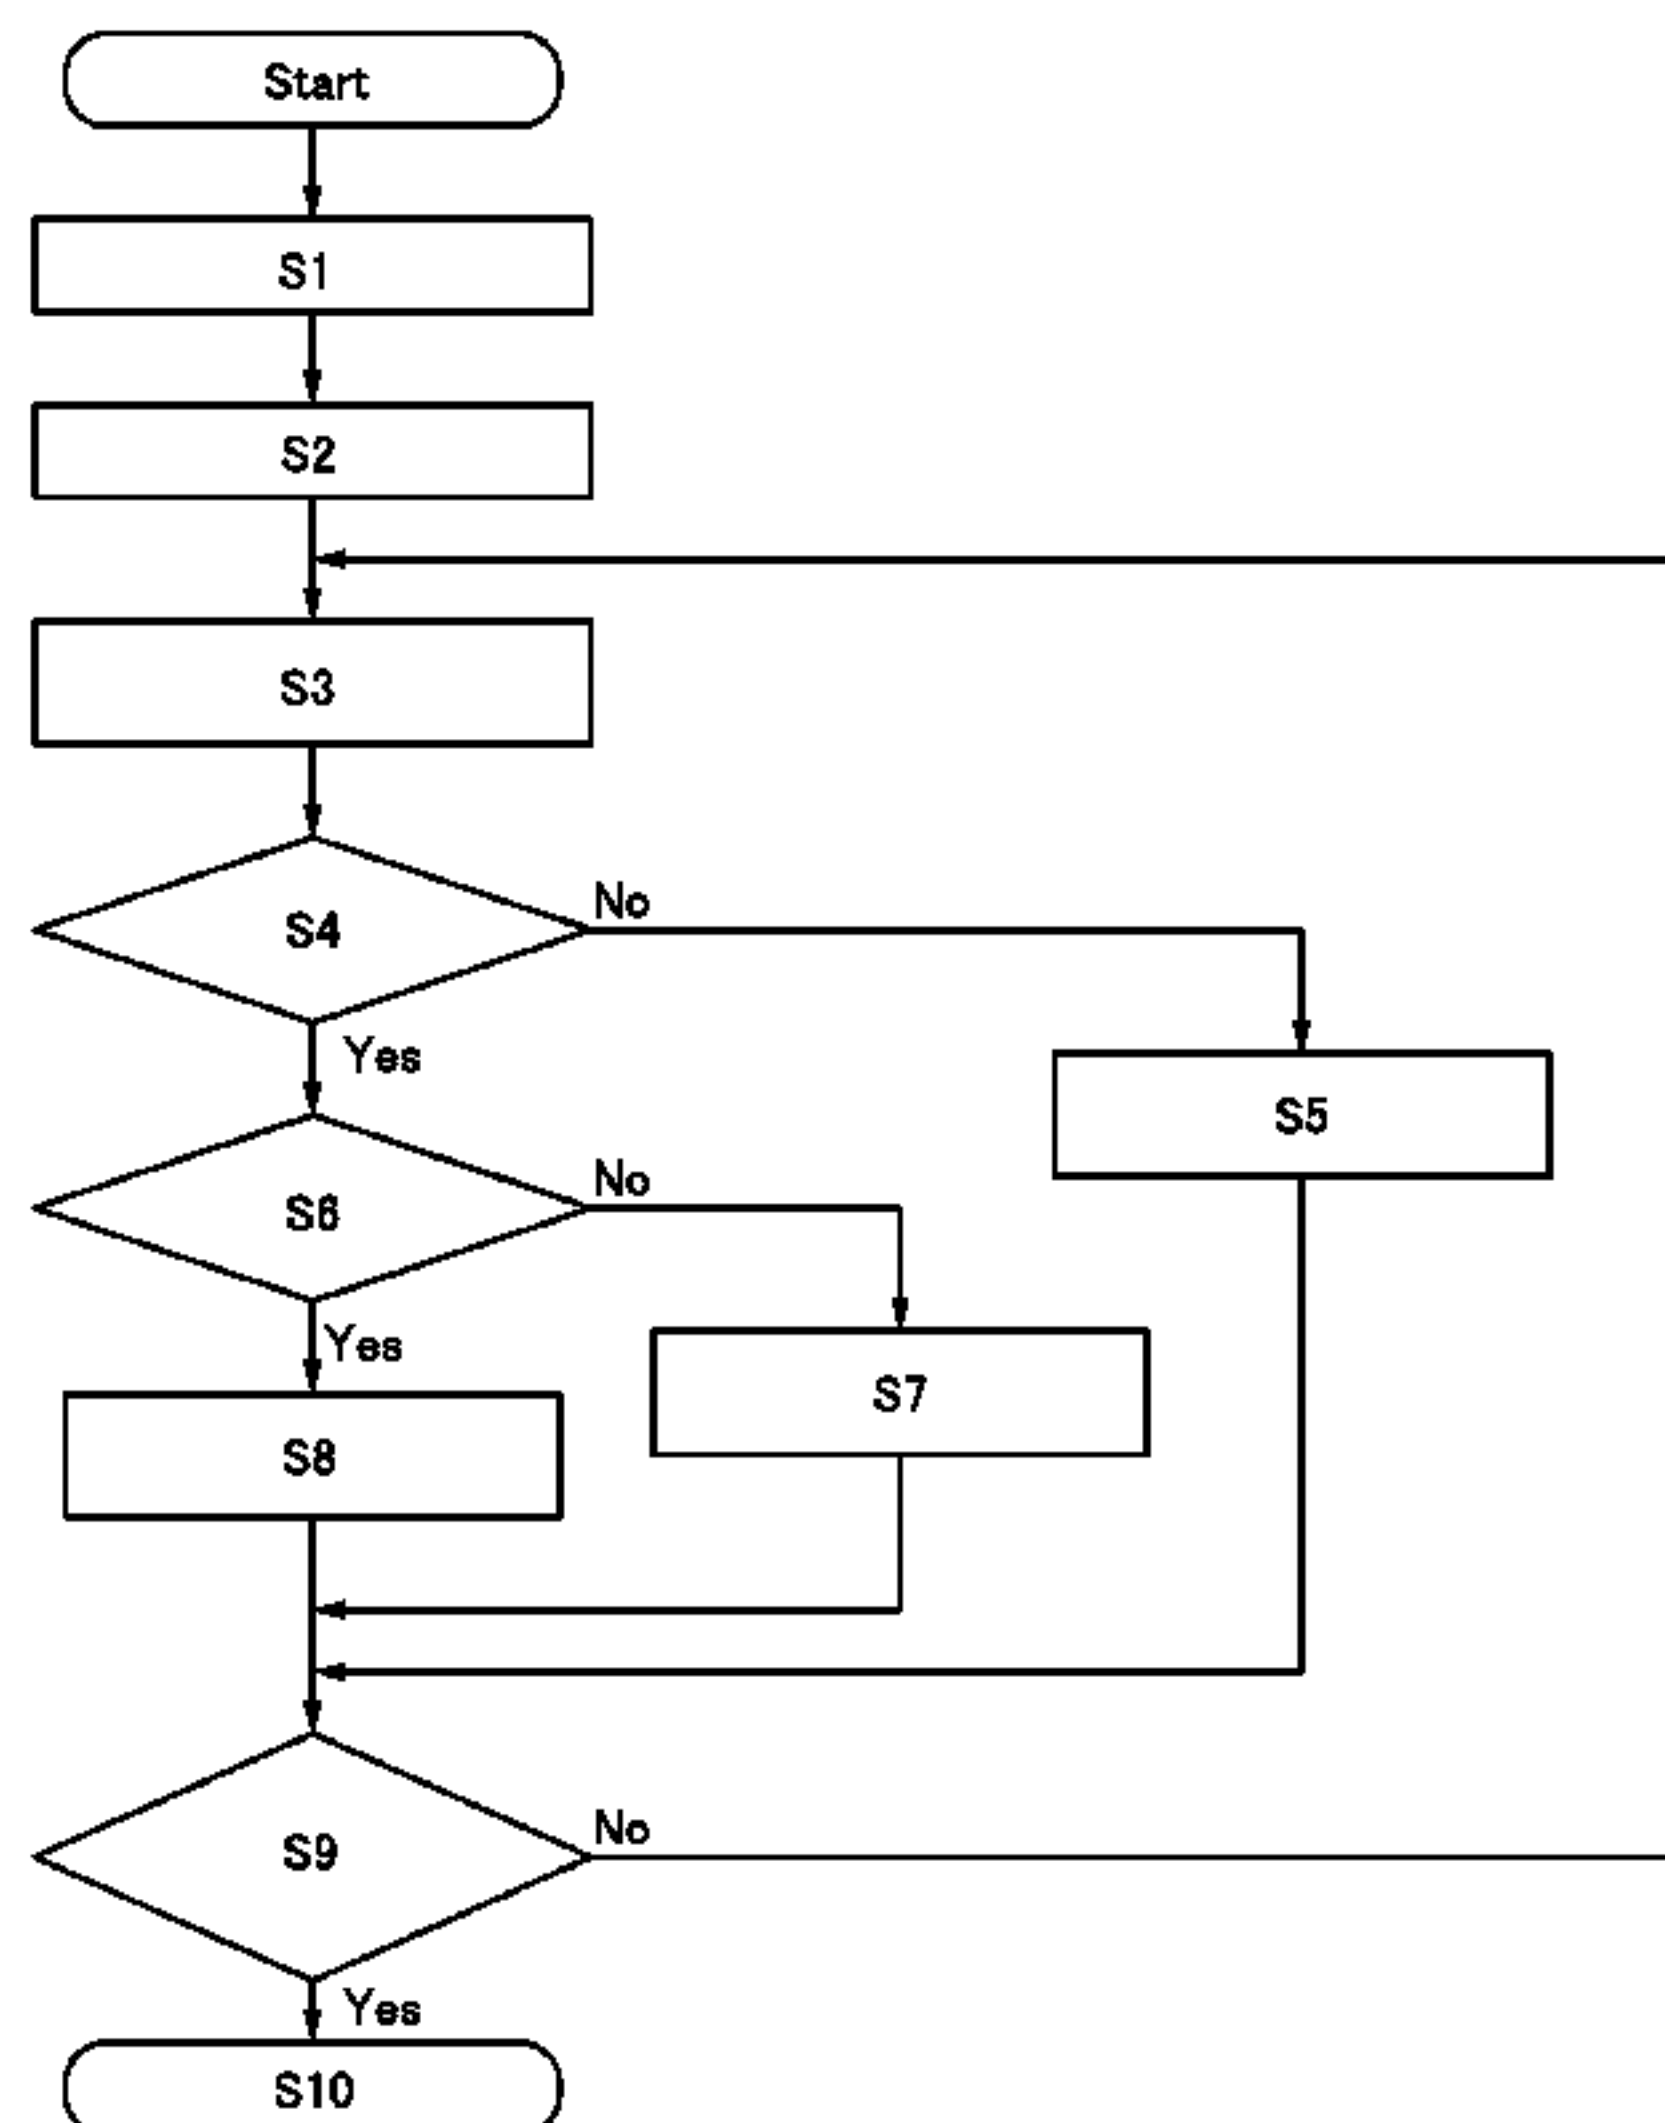 Start
S1
S2
S3
S4
No
Yes
S5
S6
No
Yes
S7
S8
S9
No
Yes
S10